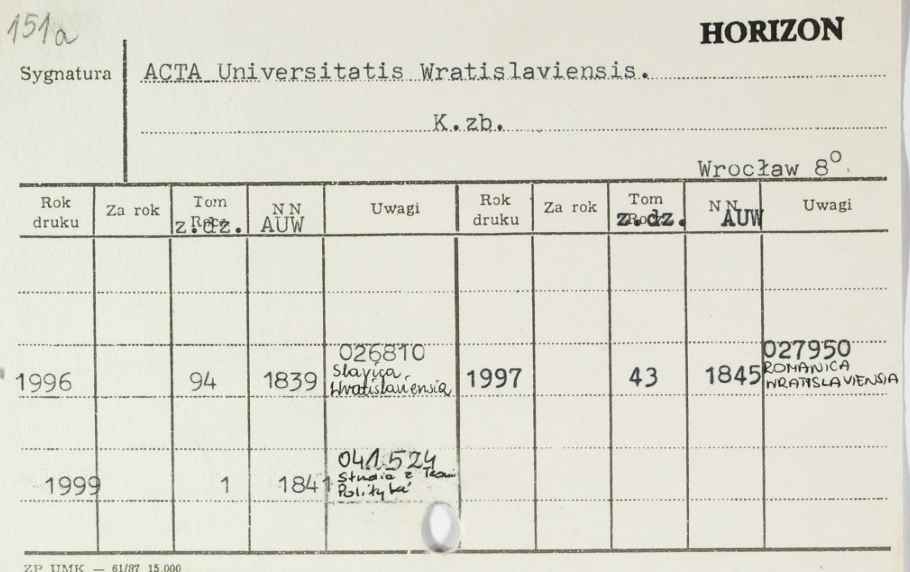 151a
HORIZON
Sygnatura ACTA Universitatis Wratislaviensis.
K.zb.
Wrocław 8°
Rok druku Za rok Tom z.dz. NN AUW Uwagi Rok druku Za rok Tom z.dz. NN AUW Uwagi
026810 027950
1996 94 1839 Slavica Wratislaviensia 1997 43 1845 ROMANICA WRATISLAVIENSIA
041524
1999 1 1841 Studia z Teorii Polityki
ZP UMK — 61/87 15.000